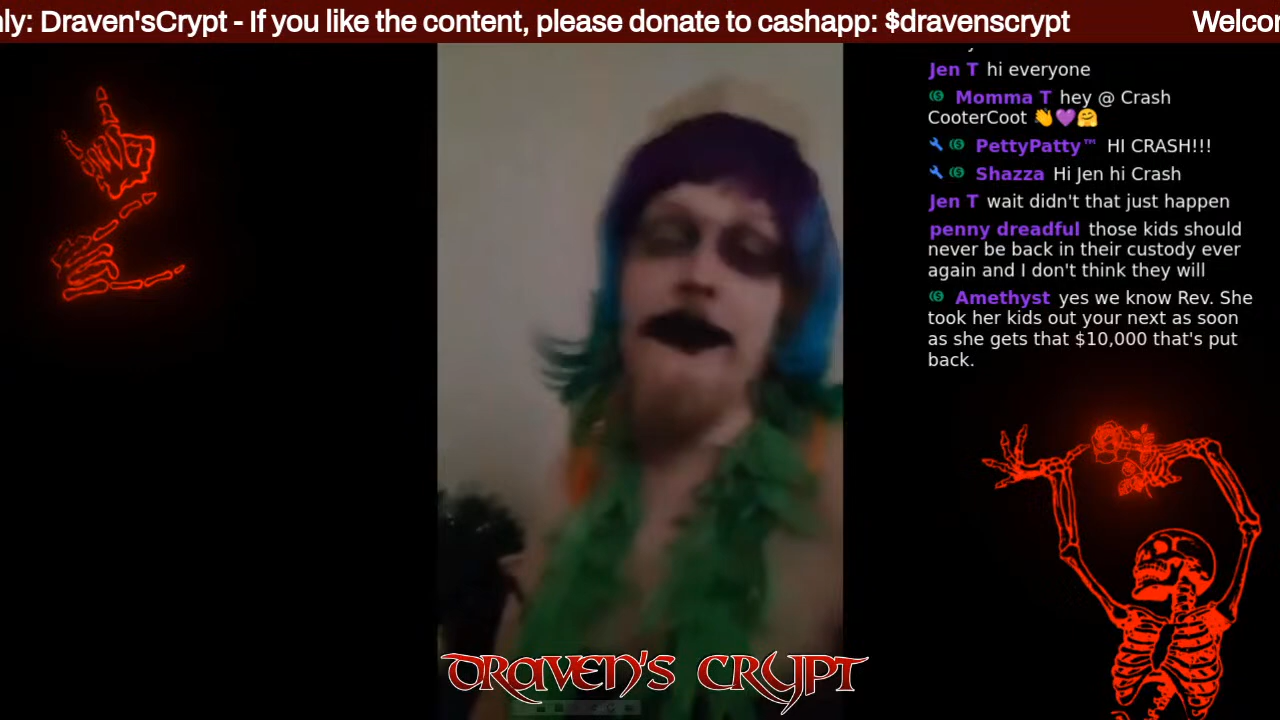 nly: Draven'sCrypt - If you like the content, please donate to cashapp: $dravenscrypt Welcor
Jen T hi everyone
Momma T hey @ Crash
CooterCoot 👋💜🤗
PettyPatty™ HI CRASH!!!
Shazza Hi Jen hi Crash
Jen T wait didn't that just happen
penny dreadful those kids should
never be back in their custody ever
again and I don't think they will
Amethyst yes we know Rev. She
took her kids out your next as soon
as she gets that $10,000 that's put
back.
DRAVEN'S CRYPT